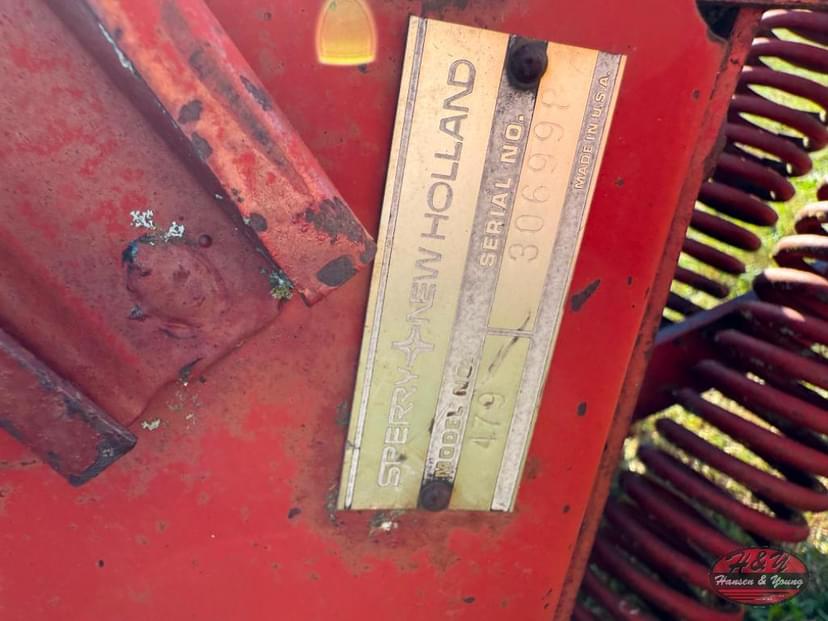 SPERRY NEW HOLLAND
MODEL NO. SERIAL NO.
479 306998
MADE IN U.S.A.
H&Y
Hansen & Young